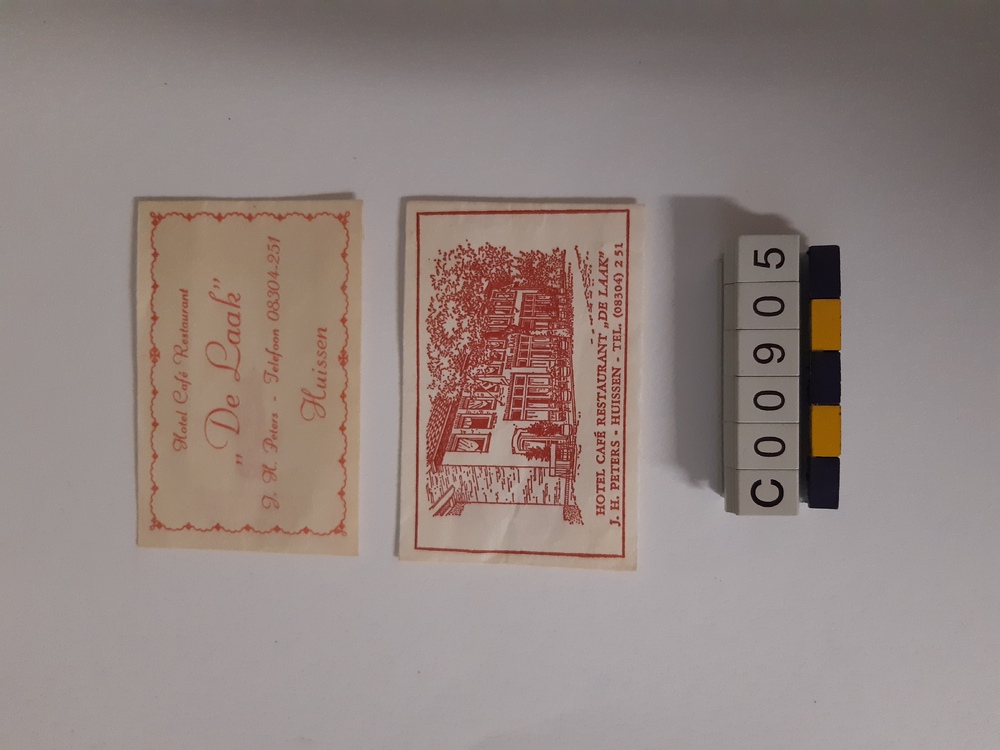 Hotel Café Restaurant
„De Laak”
J. H. Peters - Telefoon 08304-251
Huissen
HOTEL CAFÉ RESTAURANT „DE LAAK”
J. H. PETERS - HUISSEN - TEL. (08304) 2 51
C00905